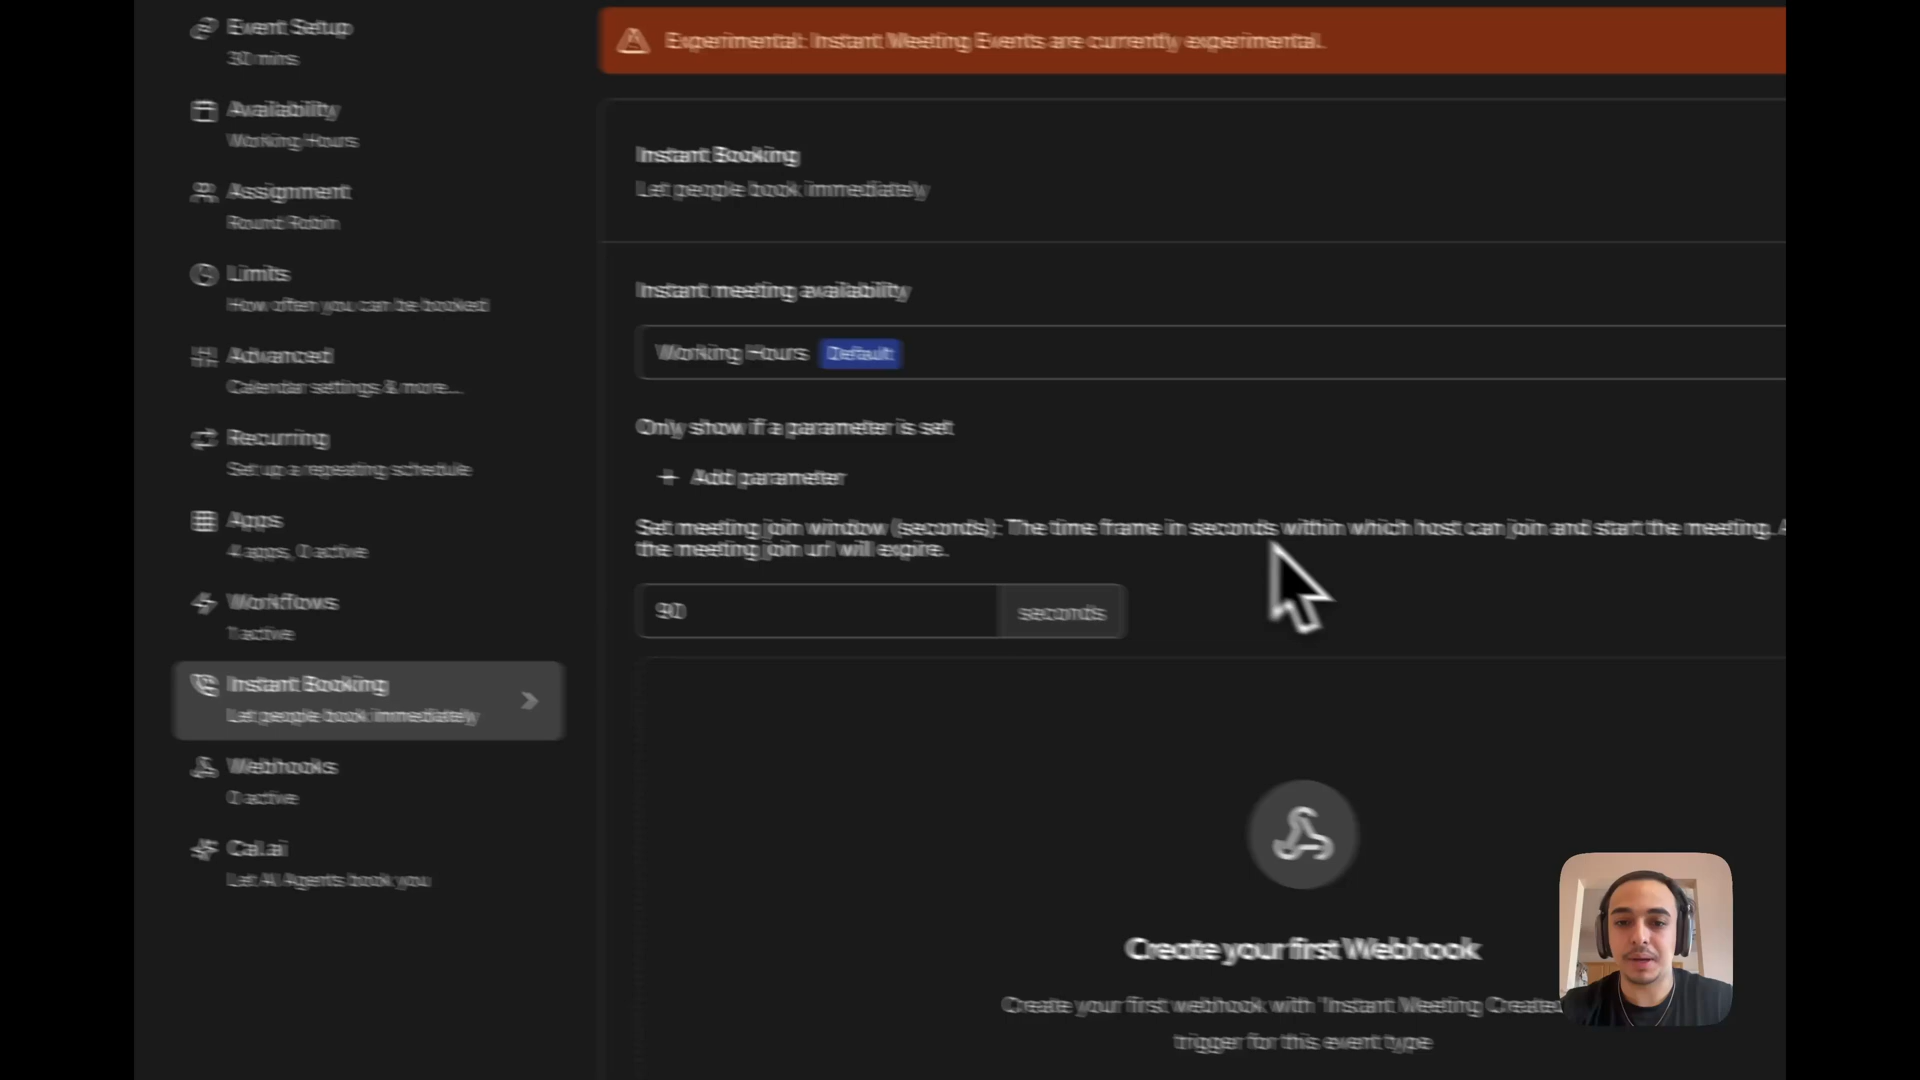 Event Setup
30 mins
Availability
Working Hours
Assignment
Round Robin
Limits
How often you can be booked
Advanced
Calendar settings & more...
Recurring
Set up a repeating schedule
Apps
4 apps, 0 active
Workflows
1 active
Instant Booking
Let people book immediately
Webhooks
0 active
Cal.ai
Let AI Agents book you
Experimental: Instant Meeting Events are currently experimental.
Instant Booking
Let people book immediately
Instant meeting availability
Working Hours Default
Only show if a parameter is set
+ Add parameter
Set meeting join window (seconds): The time frame in seconds within which host can join and start the meeting. A
the meeting join url will expire.
90 seconds
Create your first Webhook
Create your first webhook with 'Instant Meeting Created
trigger for this event type